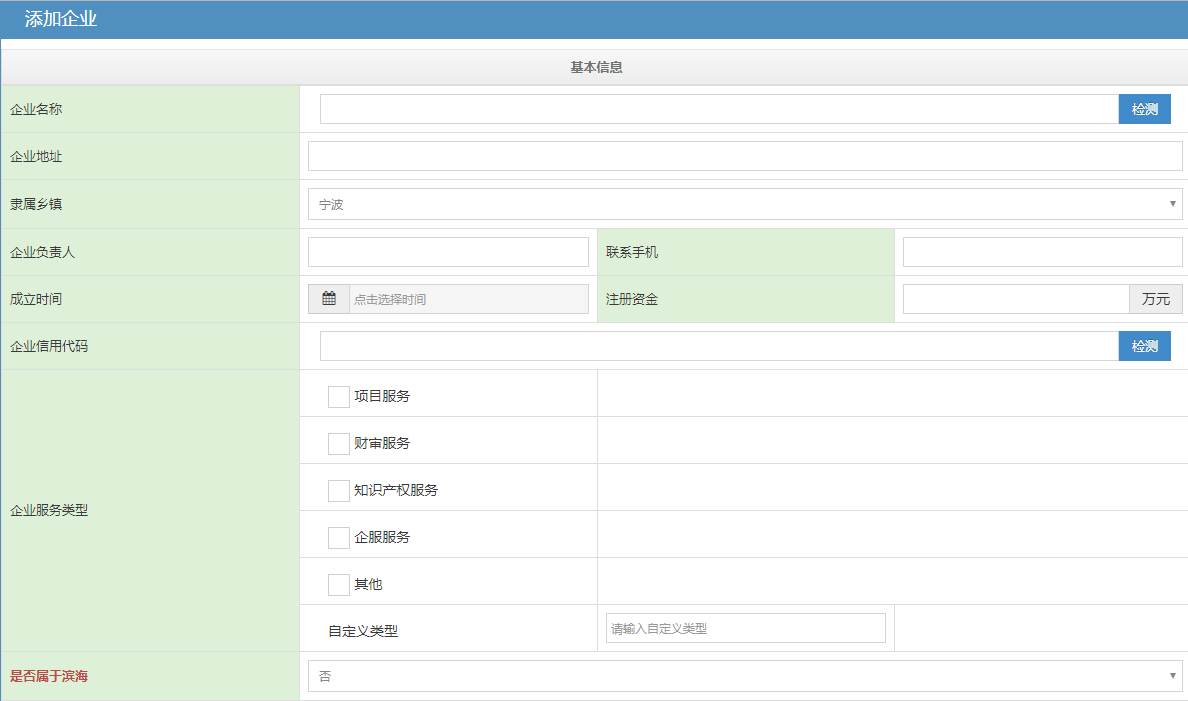 添加企业
基本信息
企业名称 检测
企业地址
隶属乡镇 宁波
企业负责人 联系手机
成立时间 点击选择时间 注册资金 万元
企业信用代码 检测
项目服务
财审服务
知识产权服务
企业服务类型
企服服务
其他
自定义类型 请输入自定义类型
是否属于滨海 否